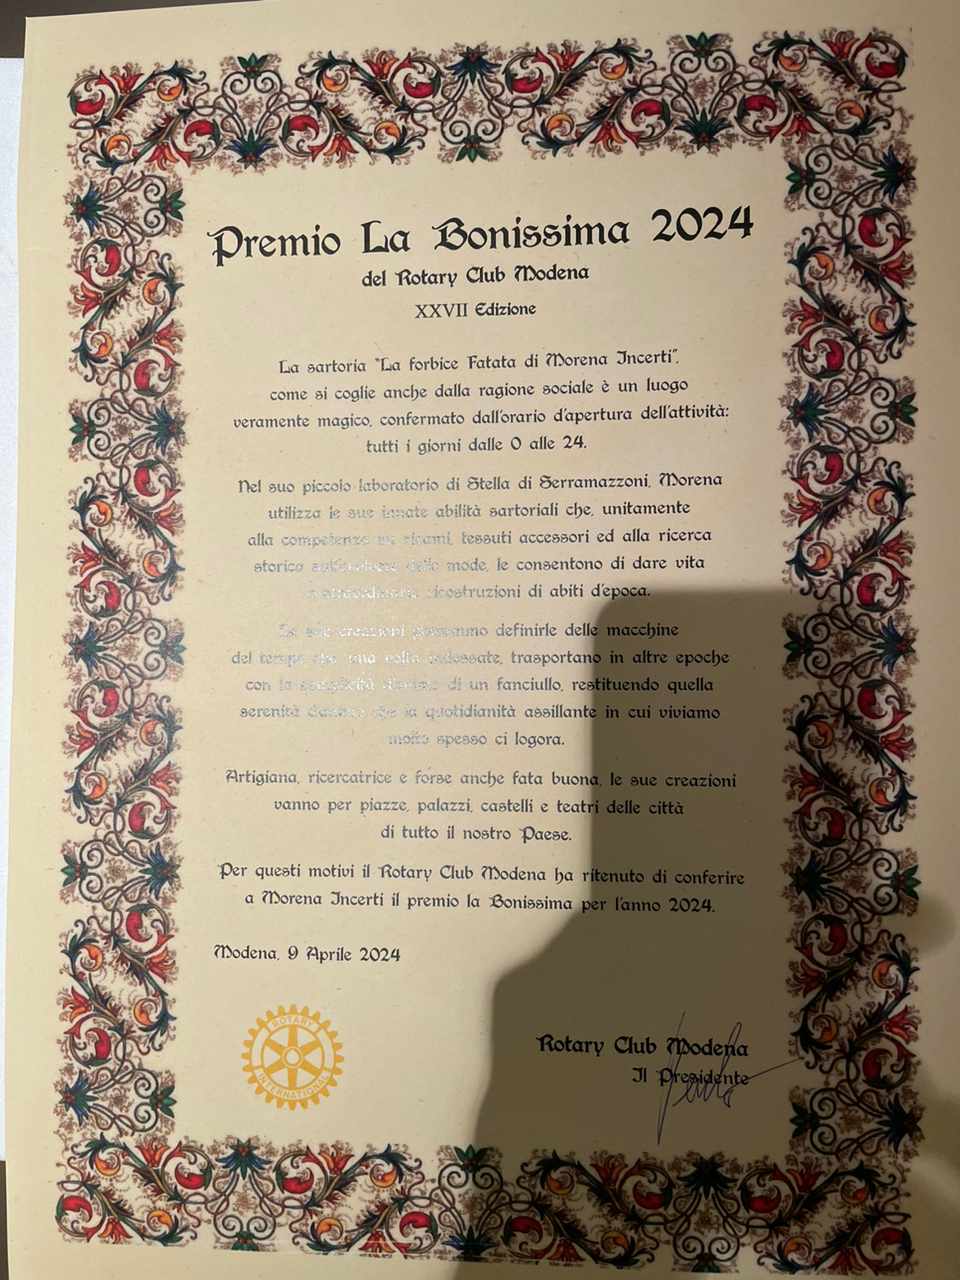 Premio La Bonissima 2024
del Rotary Club Modena
XXVII Edizione
La sartoria "La forbice Fatata di Morena Incerti",
come si coglie anche dalla ragione sociale è un luogo
veramente magico, confermato dall'orario d'apertura dell'attività:
tutti i giorni dalle 0 alle 24.
Nel suo piccolo laboratorio di Stella di Serramazzoni, Morena
utilizza le sue innate abilità sartoriali che, unitamente
alla competenza ricami, tessuti accessori ed alla ricerca
storica delle mode, le consentono di dare vita
ricostruzioni di abiti d'epoca.
Le sue creazioni possiamo definirle delle macchine
del tempo che una volta indossate, trasportano in altre epoche
con la semplicità di un fanciullo, restituendo quella
serenità che la quotidianità assillante in cui viviamo
molto spesso ci logora.
Artigiana, ricercatrice e forse anche fata buona, le sue creazioni
vanno per piazze, palazzi, castelli e teatri delle città
di tutto il nostro Paese.
Per questi motivi il Rotary Club Modena ha ritenuto di conferire
a Morena Incerti il premio la Bonissima per l'anno 2024.
Modena, 9 Aprile 2024
ROTARY
INTERNATIONAL
Rotary Club Modena
Il Presidente